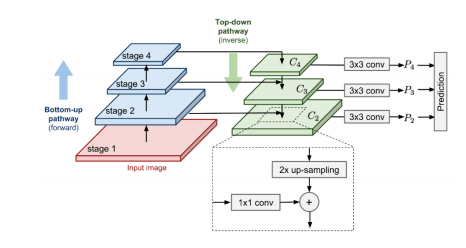 Top-down
pathway
(inverse)
stage 4
stage 3
stage 2
stage 1
Bottom-up
pathway
(forward)
Input image
C4
C3
C2
3x3 conv
P4
3x3 conv
P3
3x3 conv
P2
Prediction
2x up-sampling
1x1 conv
+